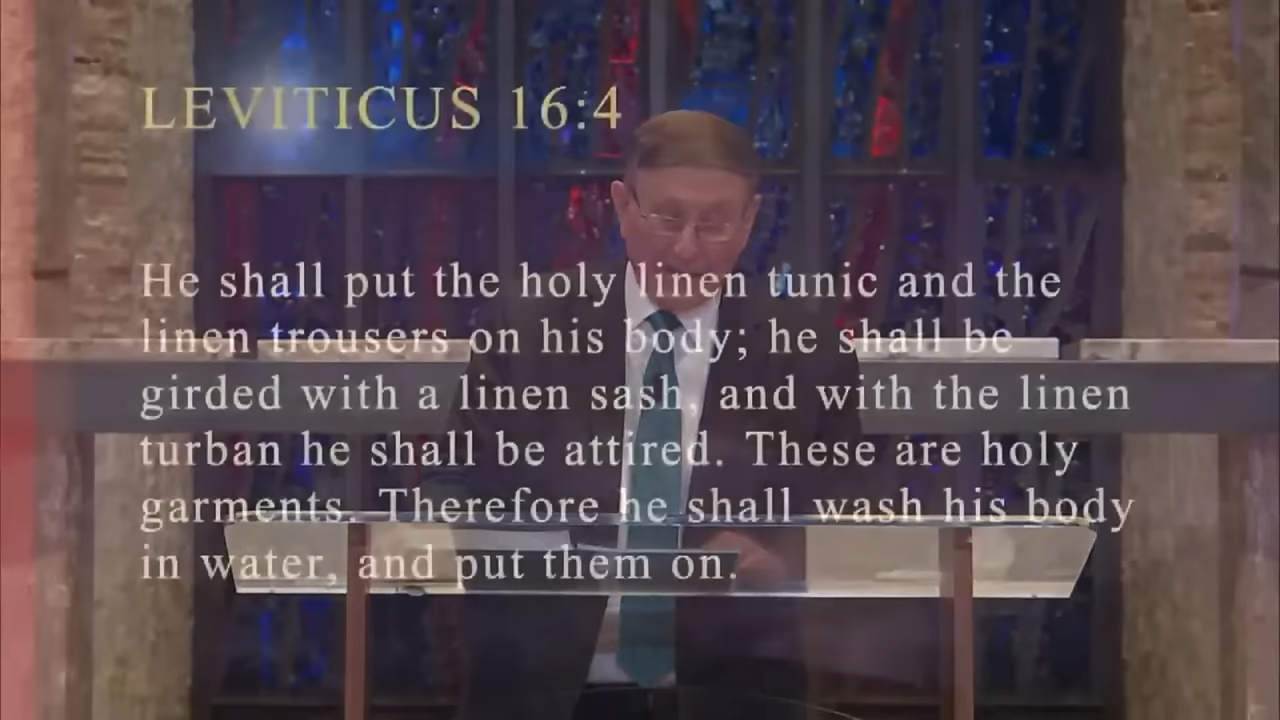 LEVITICUS 16:4
He shall put the holy linen tunic and the
linen trousers on his body; he shall be
girded with a linen sash, and with the linen
turban he shall be attired. These are holy
garments. Therefore he shall wash his body
in water, and put them on.